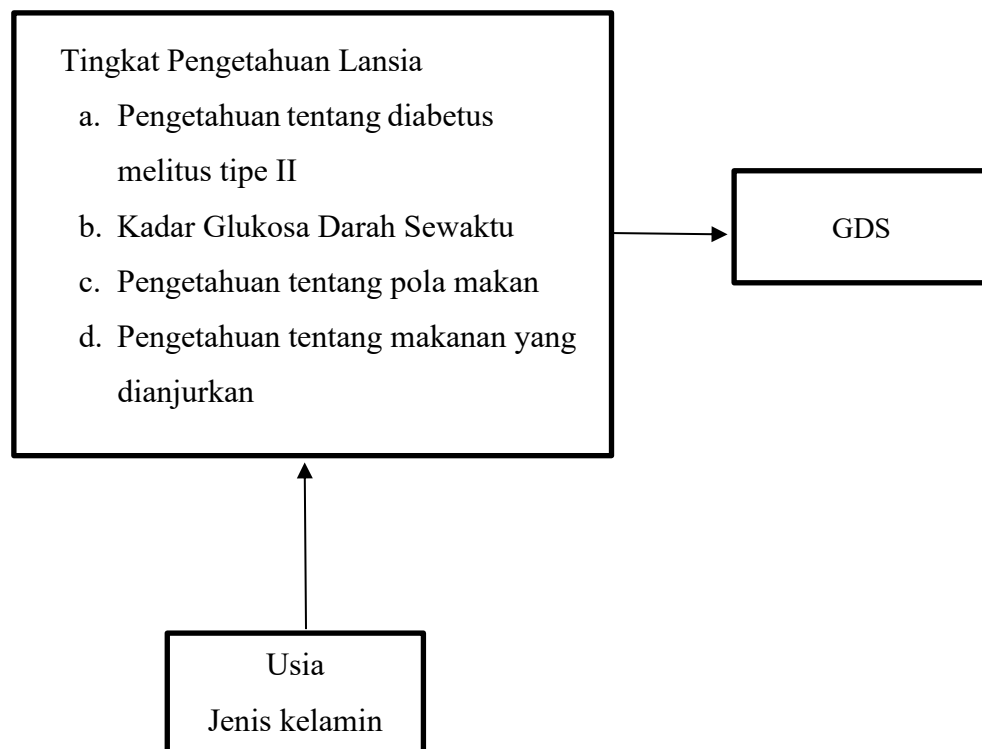 Tingkat Pengetahuan Lansia
a. Pengetahuan tentang diabetus
melitus tipe II
b. Kadar Glukosa Darah Sewaktu
c. Pengetahuan tentang pola makan
d. Pengetahuan tentang makanan yang
dianjurkan
GDS
Usia
Jenis kelamin